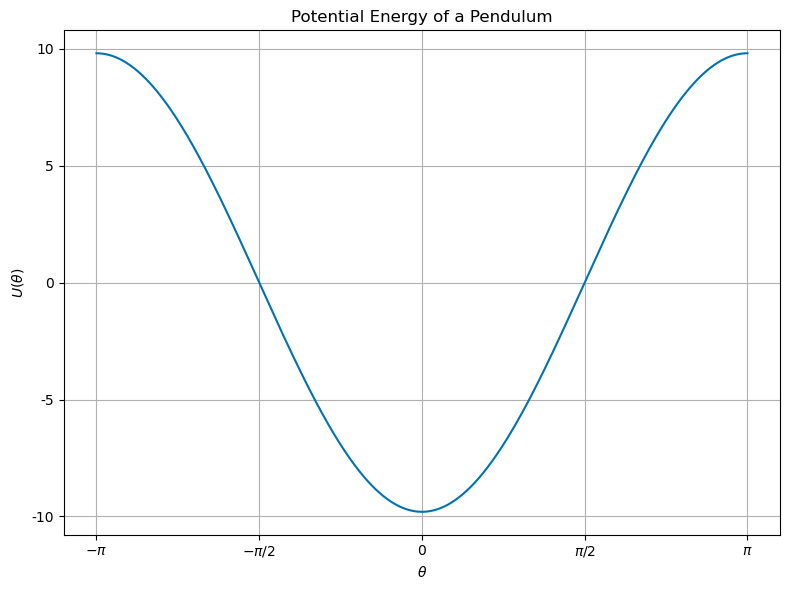 Potential Energy of a Pendulum
10
5
0
-5
-10
U(θ)
−π
−π/2
0
π/2
π
θ